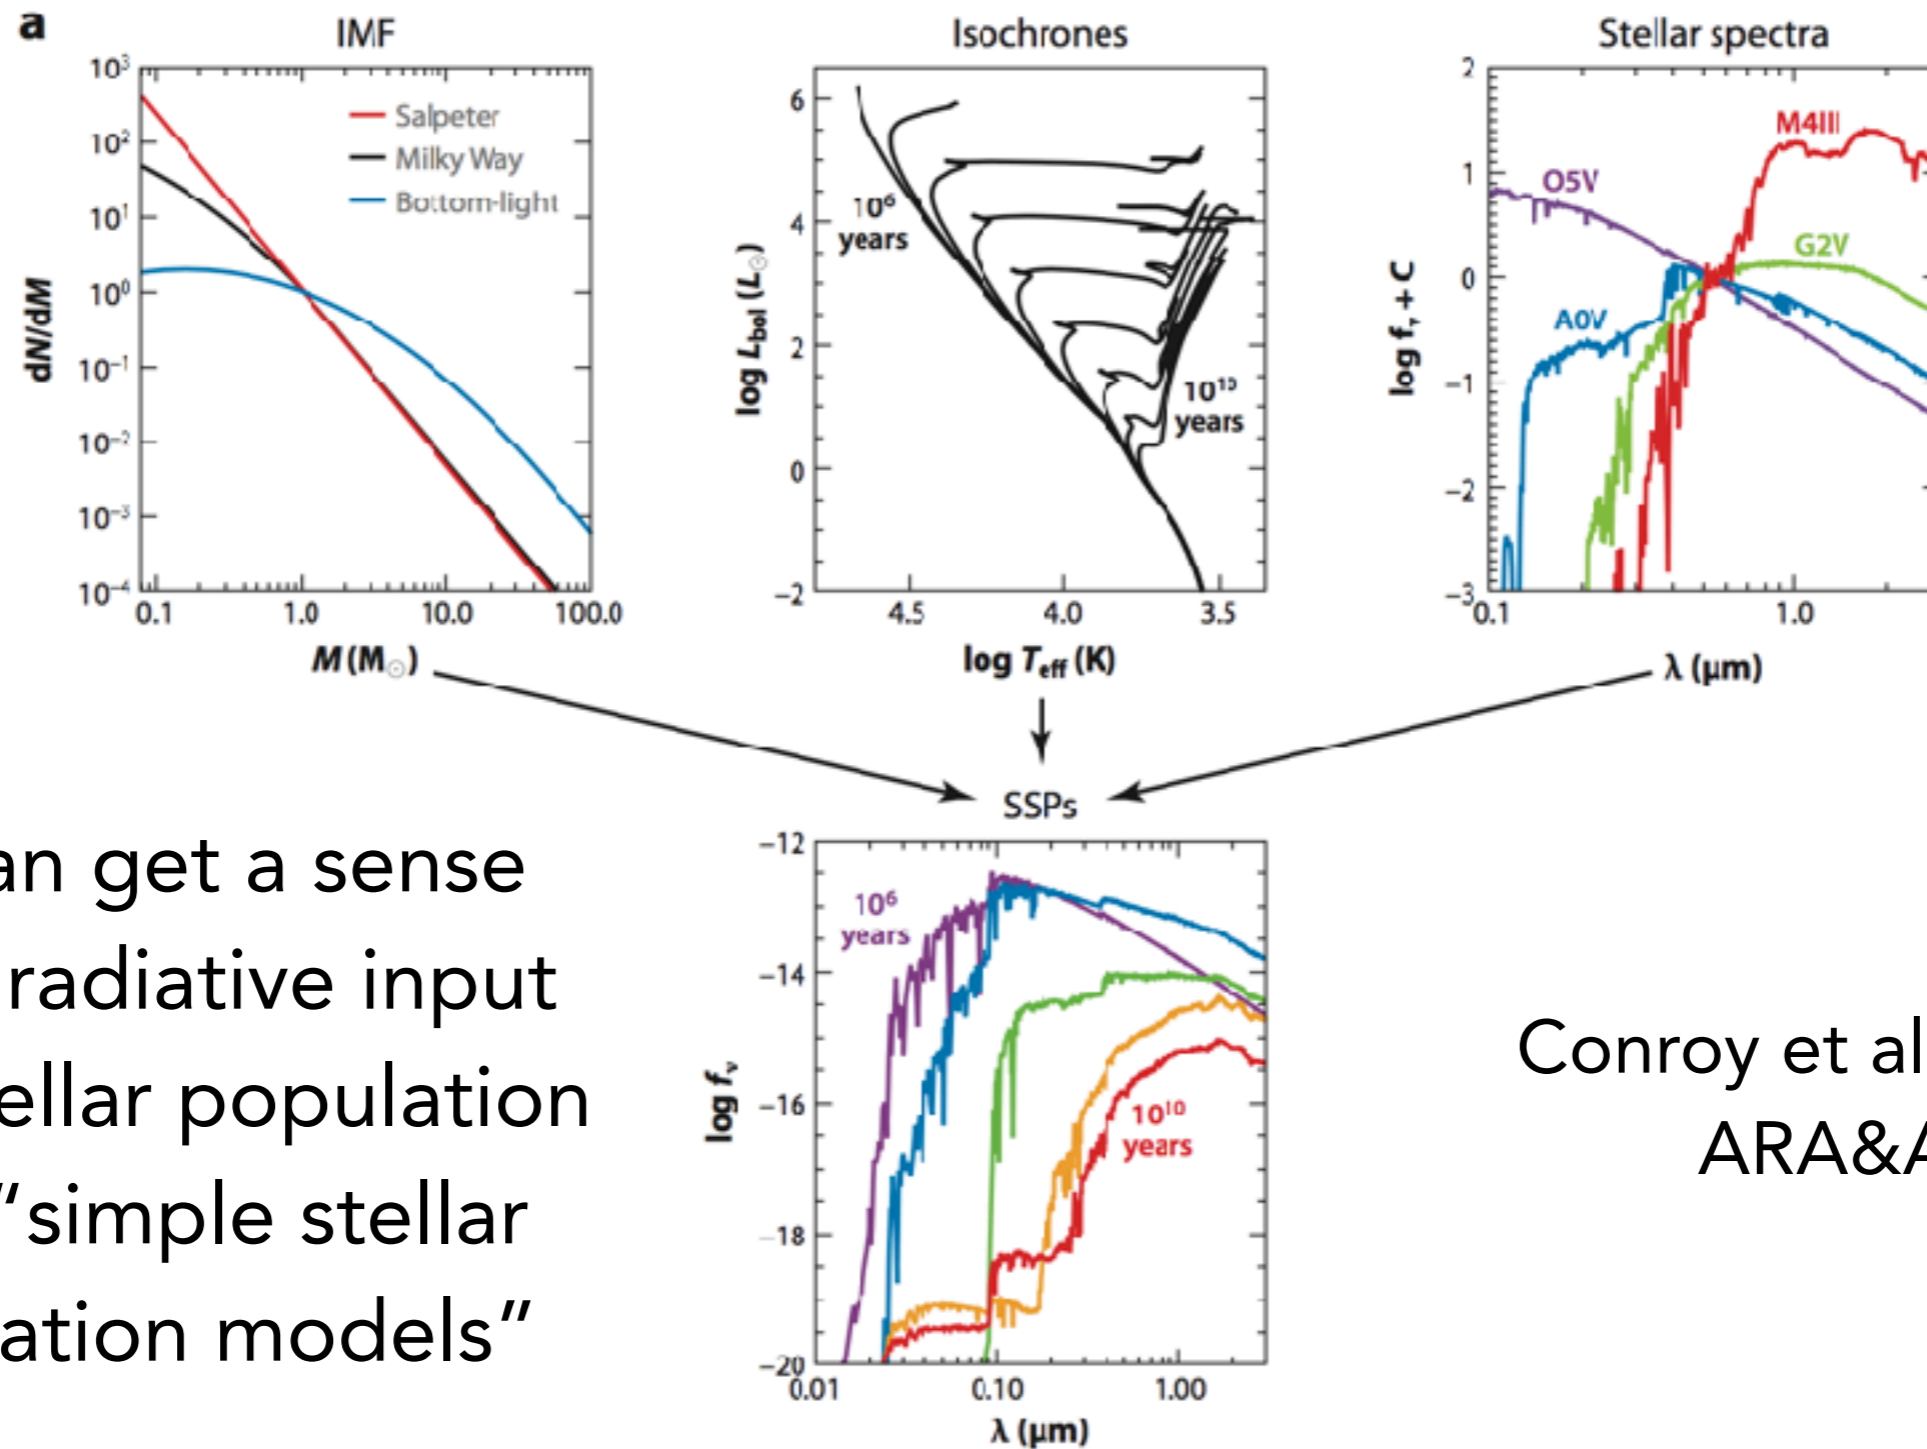 a
IMF
10³
10²
10¹
10⁰
10⁻¹
10⁻²
10⁻³
10⁻⁴
dN/dM
Salpeter
Milky Way
Bottom-light
0.1 1.0 10.0 100.0
M (M☉)
Isochrones
6
4
2
0
−2
log Lbol (L☉)
10⁶
years
10¹⁰
years
4.5 4.0 3.5
log Teff (K)
Stellar spectra
2
1
0
−1
−2
−3
log fν + C
M4III
O5V
G2V
A0V
0.1 1.0
λ (µm)
SSPs
−12
−14
−16
−18
−20
log fν
10⁶
years
10¹⁰
years
0.01 0.10 1.00
λ (µm)
an get a sense
radiative input
ellar population
“simple stellar
ation models”
Conroy et al
ARA&A